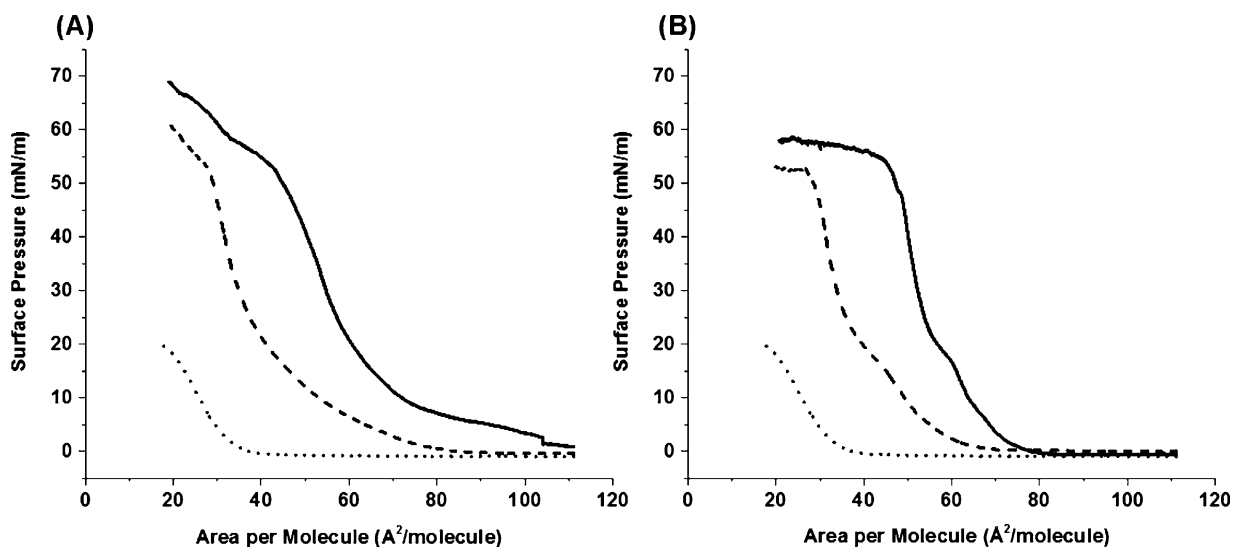 (A)
70
60
50
40
30
20
10
0
Surface Pressure (mN/m)
0 20 40 60 80 100 120
Area per Molecule (A²/molecule)
(B)
70
60
50
40
30
20
10
0
Surface Pressure (mN/m)
0 20 40 60 80 100 120
Area per Molecule (Å²/molecule)